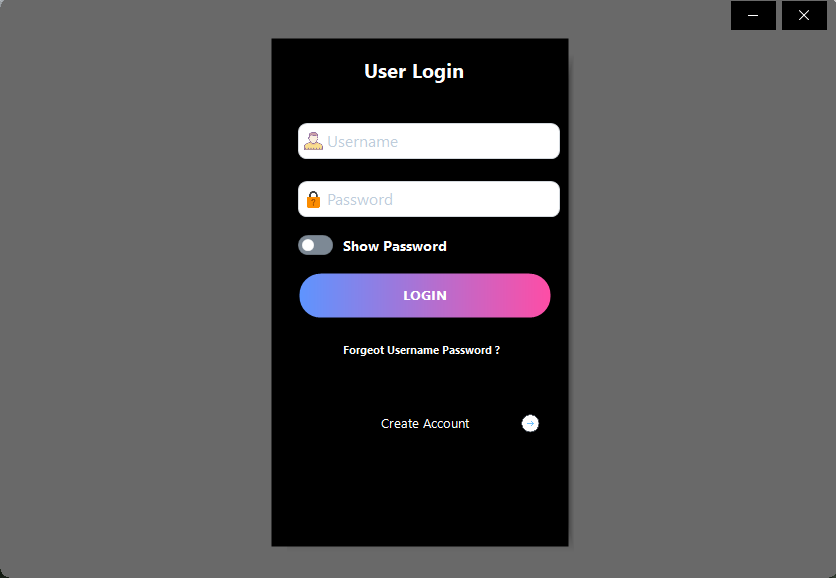 User Login
Username
Password
Show Password
LOGIN
Forgeot Username Password ?
Create Account